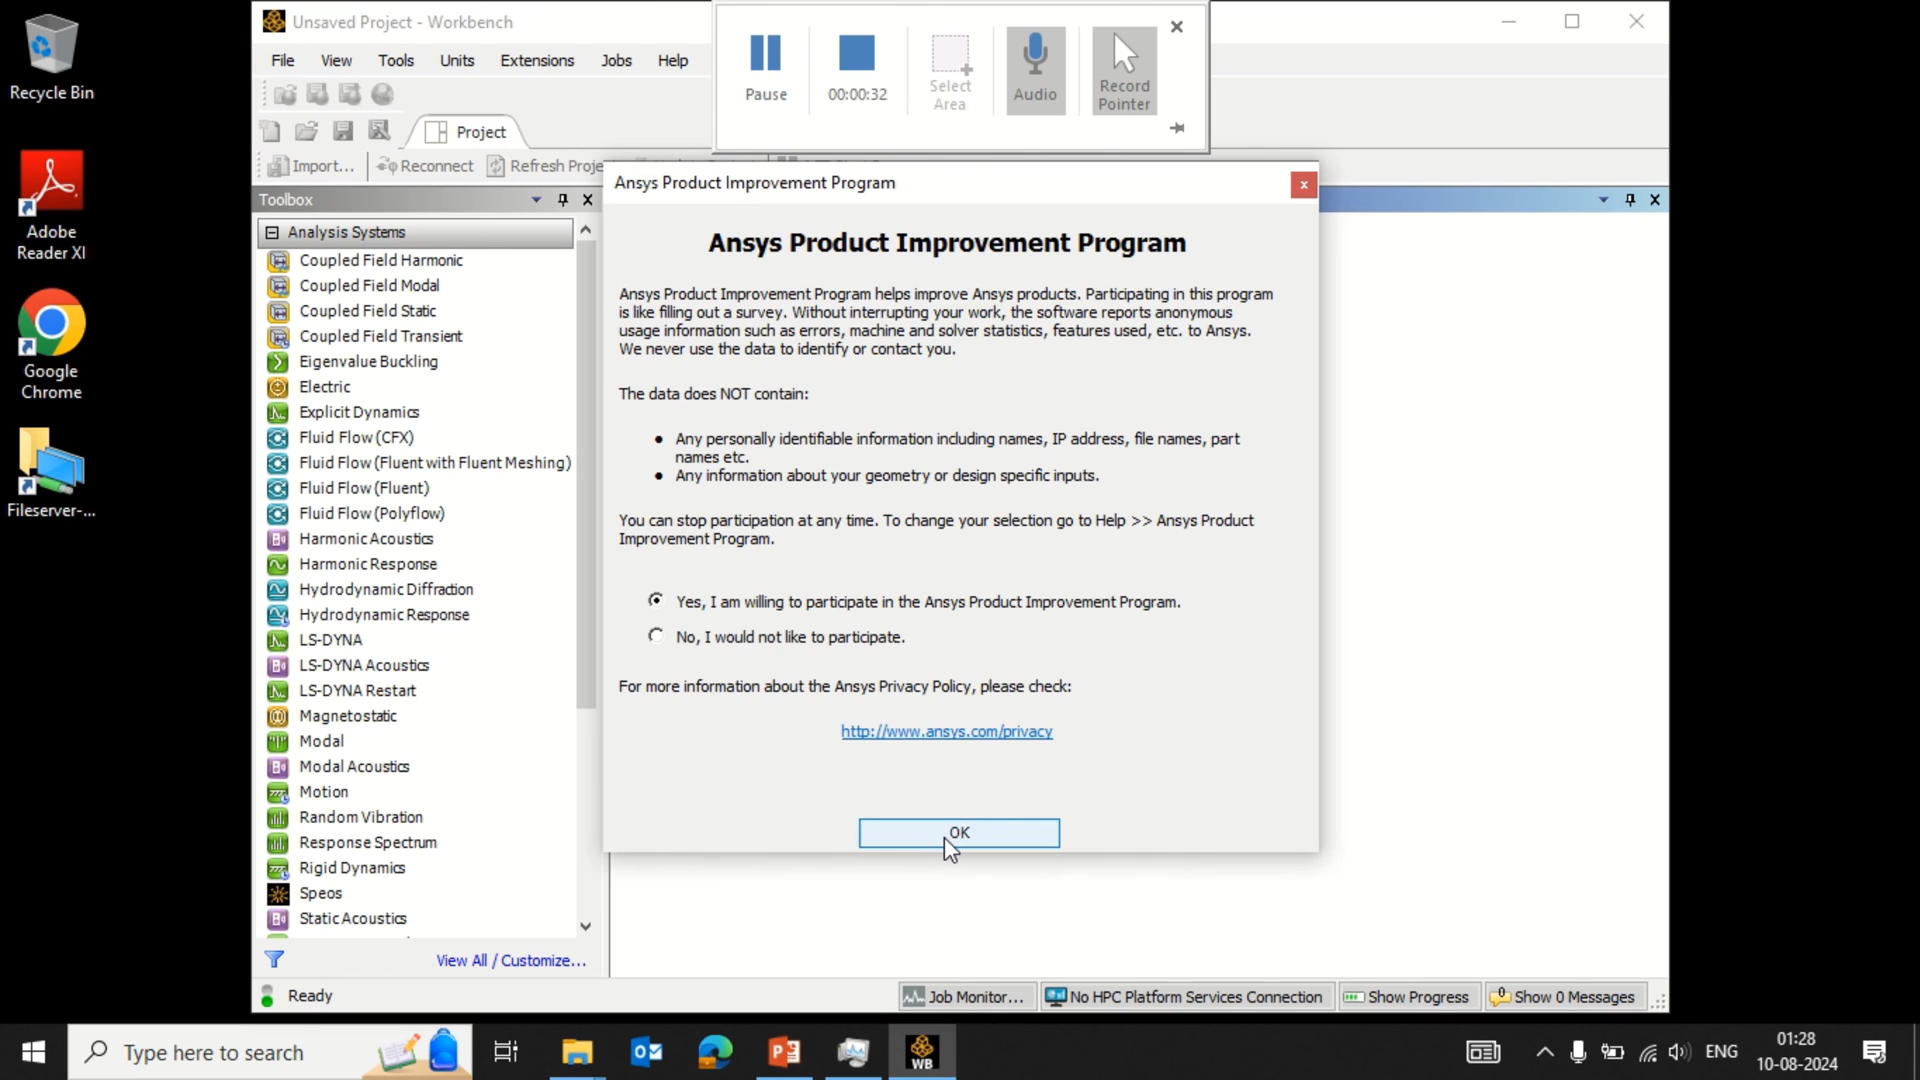 Recycle Bin
Adobe
Reader XI
Google
Chrome
Fileserver-...
Unsaved Project - Workbench
File View Tools Units Extensions Jobs Help
Project
Import... Reconnect Refresh Proje
Pause
00:00:32
Select
Area
Audio
Record
Pointer
Toolbox
Analysis Systems
Coupled Field Harmonic
Coupled Field Modal
Coupled Field Static
Coupled Field Transient
Eigenvalue Buckling
Electric
Explicit Dynamics
Fluid Flow (CFX)
Fluid Flow (Fluent with Fluent Meshing)
Fluid Flow (Fluent)
Fluid Flow (Polyflow)
Harmonic Acoustics
Harmonic Response
Hydrodynamic Diffraction
Hydrodynamic Response
LS-DYNA
LS-DYNA Acoustics
LS-DYNA Restart
Magnetostatic
Modal
Modal Acoustics
Motion
Random Vibration
Response Spectrum
Rigid Dynamics
Speos
Static Acoustics
View All / Customize...
Ansys Product Improvement Program
Ansys Product Improvement Program
Ansys Product Improvement Program helps improve Ansys products. Participating in this program
is like filling out a survey. Without interrupting your work, the software reports anonymous
usage information such as errors, machine and solver statistics, features used, etc. to Ansys.
We never use the data to identify or contact you.
The data does NOT contain:
• Any personally identifiable information including names, IP address, file names, part
names etc.
• Any information about your geometry or design specific inputs.
You can stop participation at any time. To change your selection go to Help >> Ansys Product
Improvement Program.
Yes, I am willing to participate in the Ansys Product Improvement Program.
No, I would not like to participate.
For more information about the Ansys Privacy Policy, please check:
http://www.ansys.com/privacy
OK
Ready
Job Monitor... No HPC Platform Services Connection Show Progress Show 0 Messages
Type here to search
WB
ENG
01:28
10-08-2024